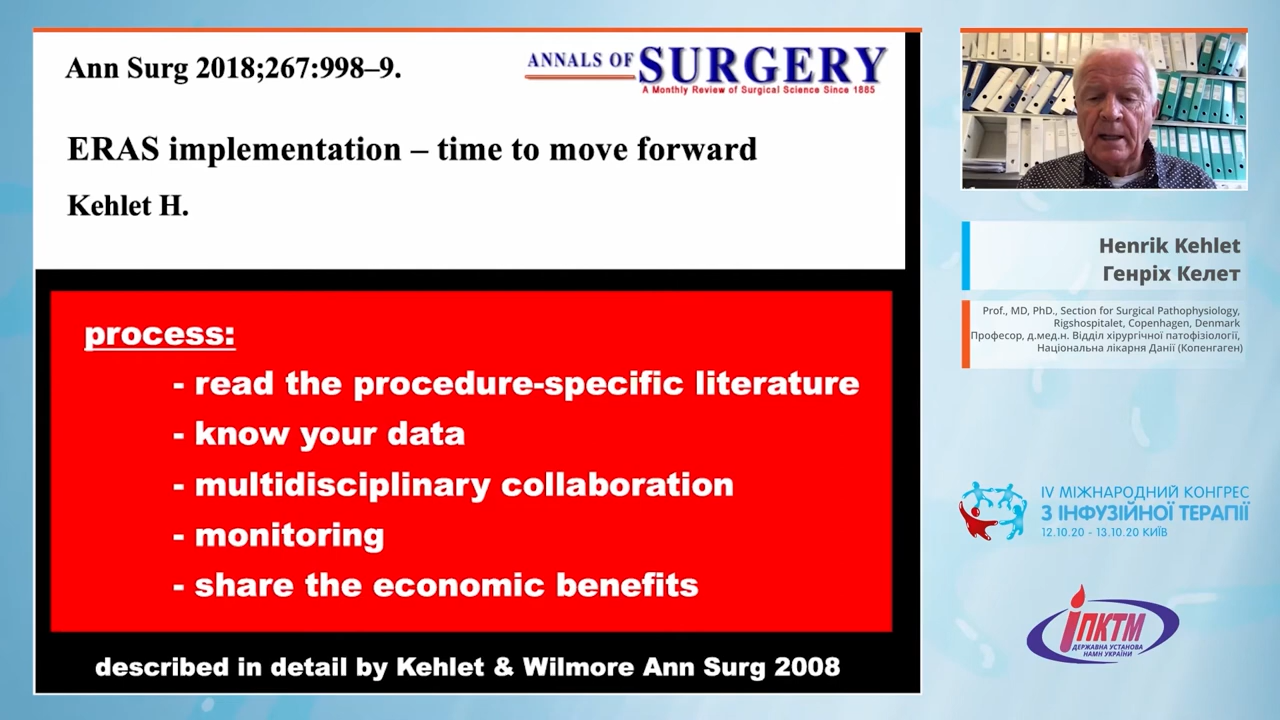 Ann Surg 2018;267:998–9.
ANNALS OF SURGERY
A Monthly Review of Surgical Science Since 1885
ERAS implementation – time to move forward
Kehlet H.
process:
- read the procedure-specific literature
- know your data
- multidisciplinary collaboration
- monitoring
- share the economic benefits
described in detail by Kehlet & Wilmore Ann Surg 2008
Henrik Kehlet
Генріх Келет
Prof., MD, PhD., Section for Surgical Pathophysiology,
Rigshospitalet, Copenhagen, Denmark
Професор, д.мед.н. Відділ хірургічної патофізіології,
Національна лікарня Данії (Копенгаген)
IV МІЖНАРОДНИЙ КОНГРЕС
З ІНФУЗІЙНОЇ ТЕРАПІЇ
12.10.20 - 13.10.20 КИЇВ
ІПКТМ
ДЕРЖАВНА УСТАНОВА
НАМН УКРАЇНИ